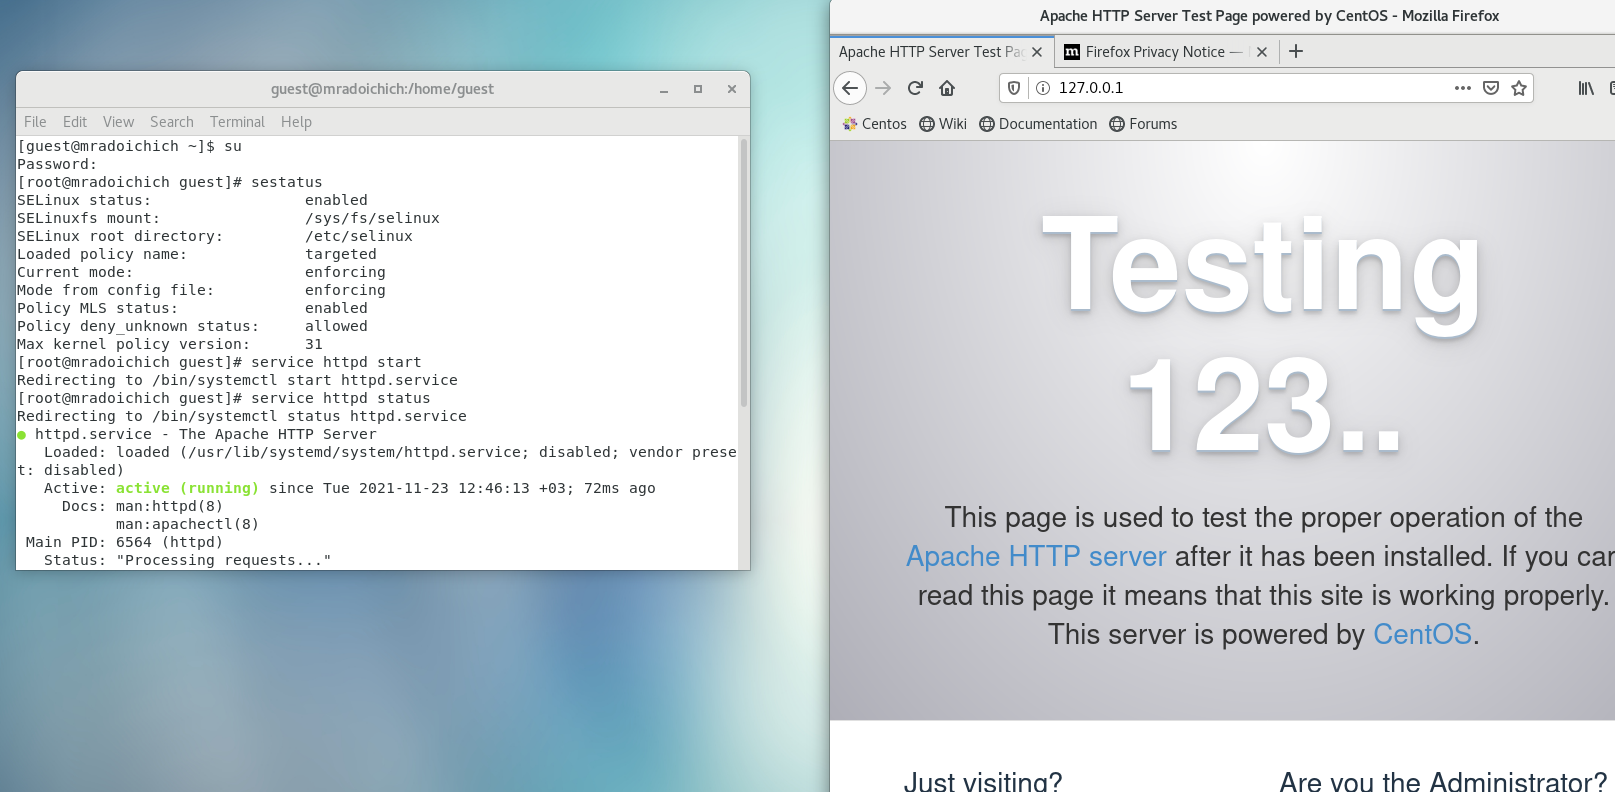 guest@mradoichich:/home/guest
File Edit View Search Terminal Help
[guest@mradoichich ~]$ su
Password:
[root@mradoichich guest]# sestatus
SELinux status:                 enabled
SELinuxfs mount:                /sys/fs/selinux
SELinux root directory:         /etc/selinux
Loaded policy name:             targeted
Current mode:                   enforcing
Mode from config file:          enforcing
Policy MLS status:              enabled
Policy deny_unknown status:     allowed
Max kernel policy version:      31
[root@mradoichich guest]# service httpd start
Redirecting to /bin/systemctl start httpd.service
[root@mradoichich guest]# service httpd status
Redirecting to /bin/systemctl status httpd.service
● httpd.service - The Apache HTTP Server
   Loaded: loaded (/usr/lib/systemd/system/httpd.service; disabled; vendor prese
t: disabled)
   Active: active (running) since Tue 2021-11-23 12:46:13 +03; 72ms ago
     Docs: man:httpd(8)
           man:apachectl(8)
 Main PID: 6564 (httpd)
   Status: "Processing requests..."
Apache HTTP Server Test Page powered by CentOS - Mozilla Firefox
Apache HTTP Server Test Pa
m Firefox Privacy Notice —
127.0.0.1
Centos Wiki Documentation Forums
Testing
123..
This page is used to test the proper operation of the
Apache HTTP server after it has been installed. If you can
read this page it means that this site is working properly.
This server is powered by CentOS.
Just visiting?
Are you the Administrator?